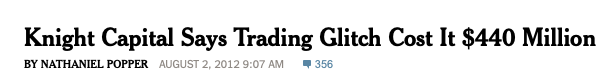 Knight Capital Says Trading Glitch Cost It $440 Million
BY NATHANIEL POPPER AUGUST 2, 2012 9:07 AM 356